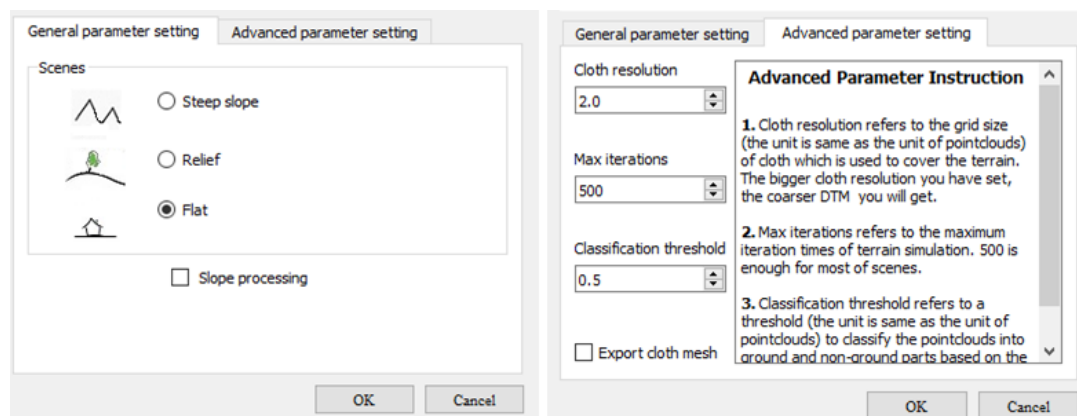 General parameter setting
Advanced parameter setting
Scenes
Steep slope
Relief
Flat
Slope processing
OK
Cancel
General parameter setting
Advanced parameter setting
Cloth resolution
2.0
Max iterations
500
Classification threshold
0.5
Export cloth mesh
Advanced Parameter Instruction
1. Cloth resolution refers to the grid size
(the unit is same as the unit of pointclouds)
of cloth which is used to cover the terrain.
The bigger cloth resolution you have set,
the coarser DTM you will get.
2. Max iterations refers to the maximum
iteration times of terrain simulation. 500 is
enough for most of scenes.
3. Classification threshold refers to a
threshold (the unit is same as the unit of
pointclouds) to classify the pointclouds into
ground and non-ground parts based on the
OK
Cancel